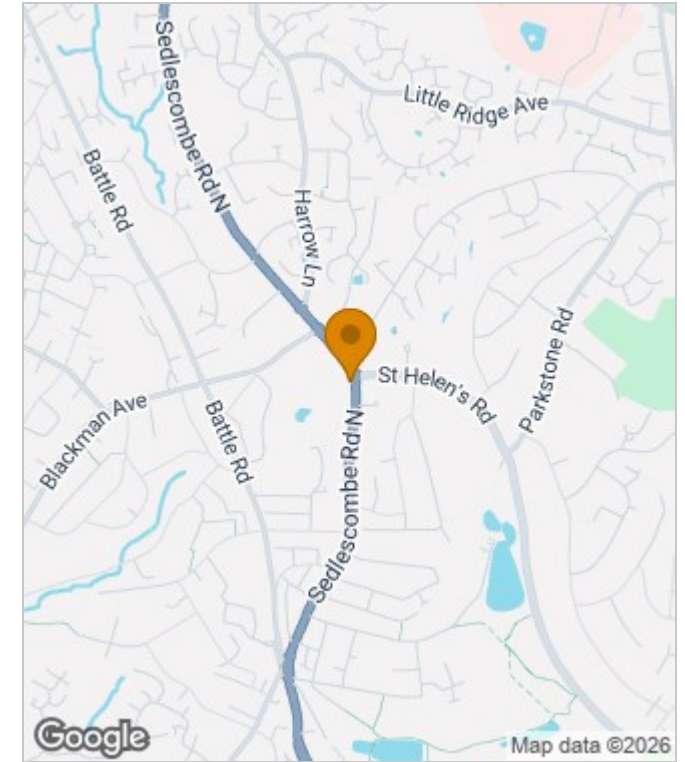 Sedlescombe Rd N
Little Ridge Ave
Battle Rd
Harrow Ln
Parkstone Rd
St Helen's Rd
Blackman Ave
Battle Rd
Sedlescombe Rd N
Google
Map data ©2026